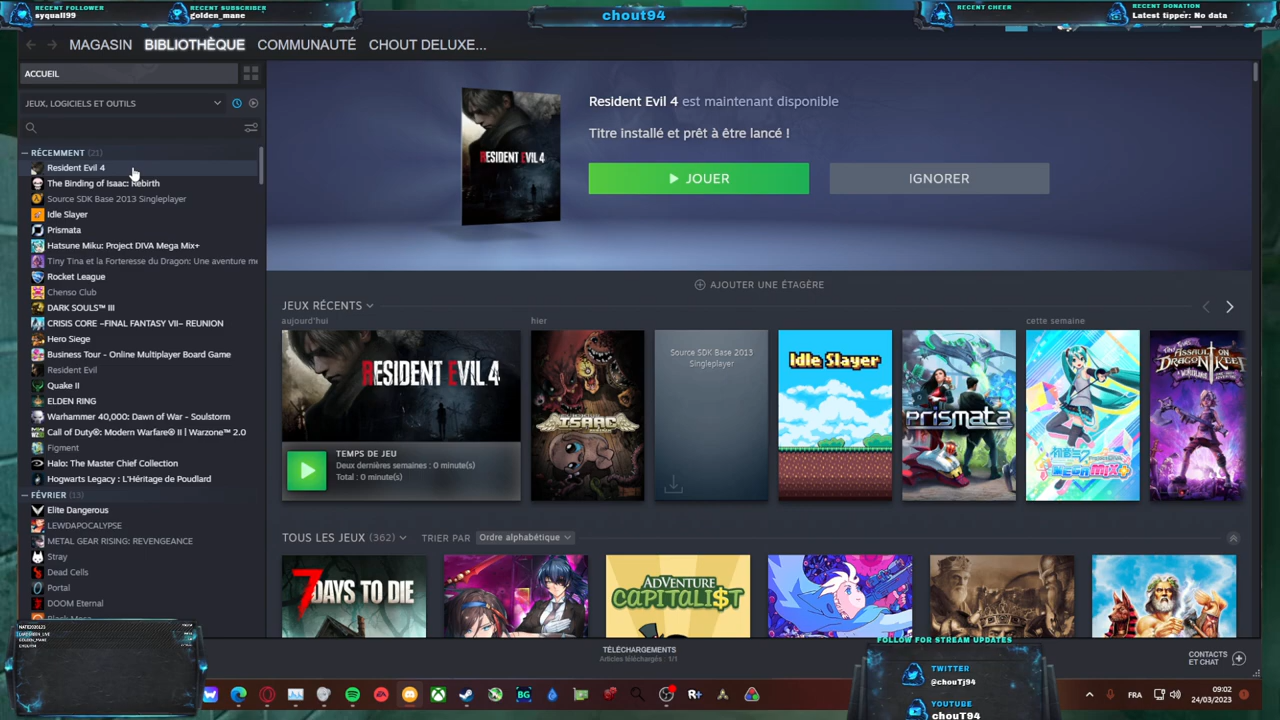 RECENT FOLLOWER
syquall99
RECENT SUBSCRIBER
golden_mane
chout94
RECENT CHEER
RECENT DONATION
Latest tipper: No data
MAGASIN
BIBLIOTHÈQUE
COMMUNAUTÉ
CHOUT DELUXE...
ACCUEIL
JEUX, LOGICIELS ET OUTILS
RÉCEMMENT (21)
Resident Evil 4
The Binding of Isaac: Rebirth
Source SDK Base 2013 Singleplayer
Idle Slayer
Prismata
Hatsune Miku: Project DIVA Mega Mix+
Tiny Tina et la Forteresse du Dragon: Une aventure me
Rocket League
Chenso Club
DARK SOULS™ III
CRISIS CORE –FINAL FANTASY VII– REUNION
Hero Siege
Business Tour - Online Multiplayer Board Game
Resident Evil
Quake II
ELDEN RING
Warhammer 40,000: Dawn of War - Soulstorm
Call of Duty®: Modern Warfare® II | Warzone™ 2.0
Figment
Halo: The Master Chief Collection
Hogwarts Legacy : L'Héritage de Poudlard
FÉVRIER (13)
Elite Dangerous
LEWDAPOCALYPSE
METAL GEAR RISING: REVENGEANCE
Stray
Dead Cells
Portal
DOOM Eternal
RESIDENT EVIL 4
Resident Evil 4 est maintenant disponible
Titre installé et prêt à être lancé !
JOUER
IGNORER
AJOUTER UNE ÉTAGÈRE
JEUX RÉCENTS
aujourd'hui
hier
cette semaine
RESIDENT EVIL 4
TEMPS DE JEU
Deux dernières semaines : 0 minute(s)
Total : 0 minute(s)
ISAAC
Source SDK Base 2013
Singleplayer
Idle Slayer
PRISMATA
MEGA MIX+
ASSAULT ON
DRAGON KEEP
TOUS LES JEUX (362)
TRIER PAR
Ordre alphabétique
7 DAYS TO DIE
ADVENTURE
CAPITALI$T
TÉLÉCHARGEMENTS
Articles téléchargés : 1/1
CONTACTS
ET CHAT
FOLLOW FOR STREAM UPDATES
TWITTER
@chouTj94
YOUTUBE
chouT94
BG
R+
FRA
09:02
24/03/2023